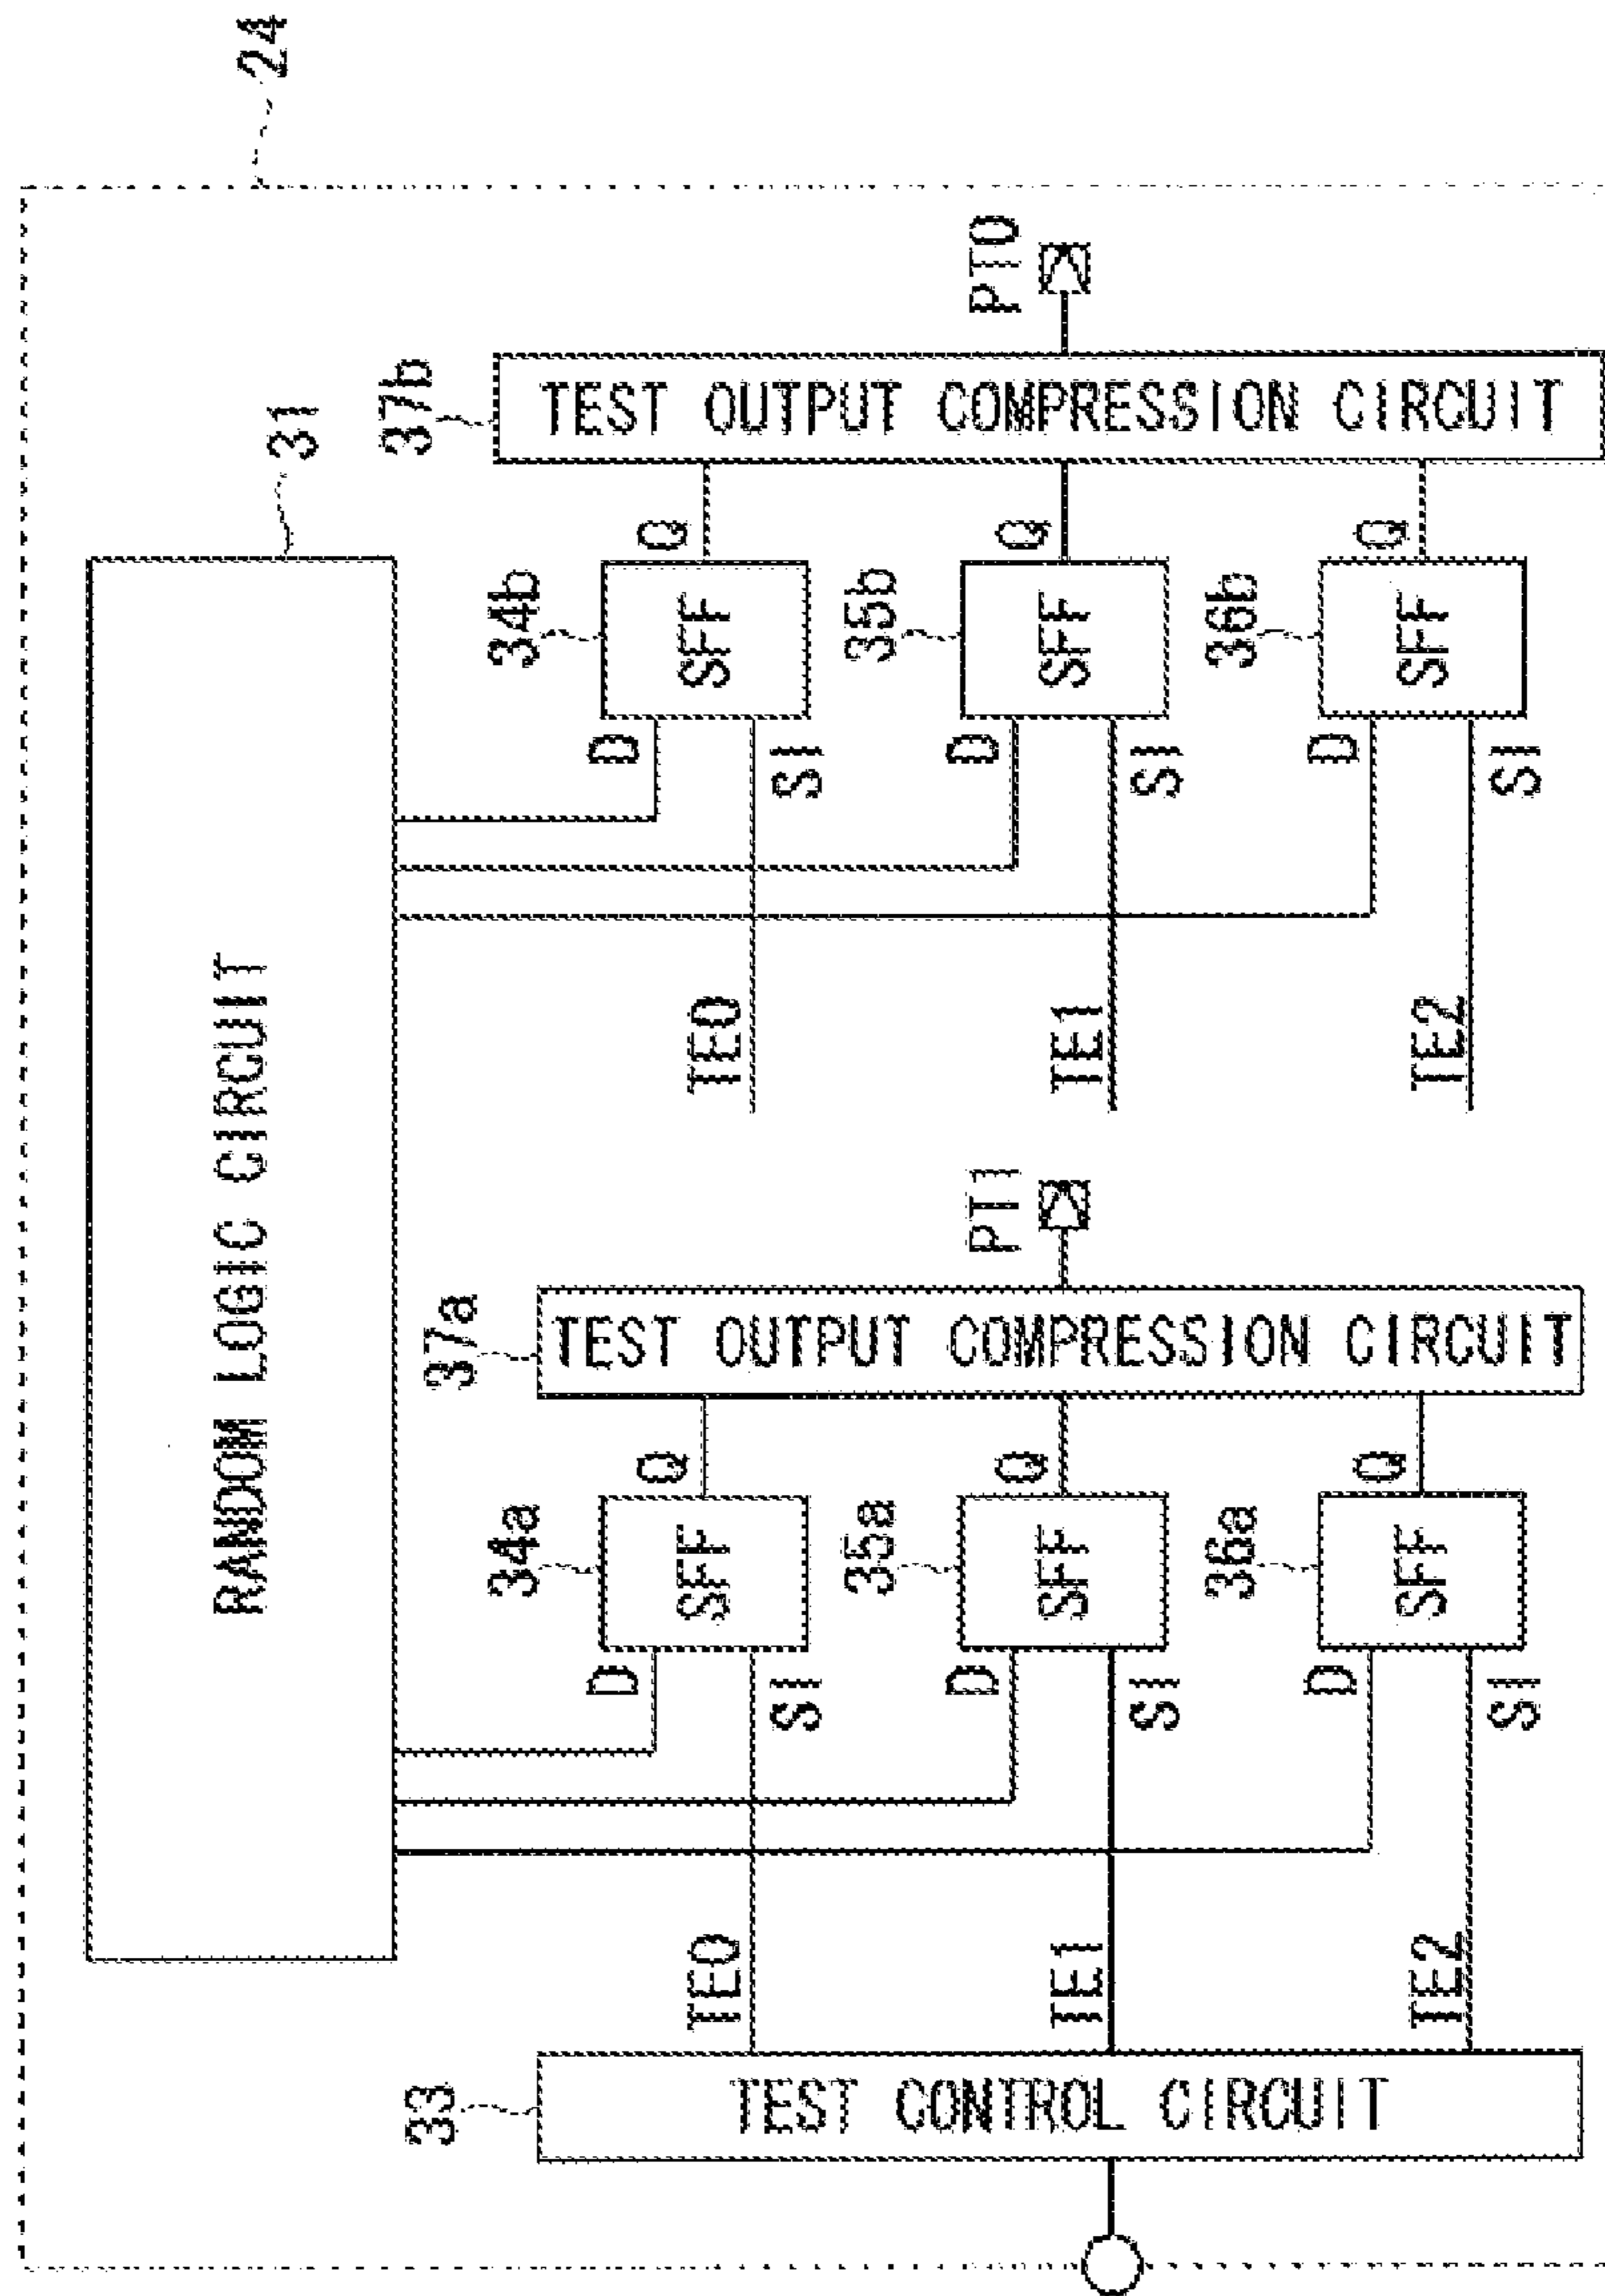 24
RANDOM LOGIC CIRCUIT
31
33
TEST CONTROL CIRCUIT
TE0
TE1
TE2
34a
D
SI
SFF
Q
35a
D
SI
SFF
Q
36a
D
SI
SFF
Q
37a
TEST OUTPUT COMPRESSION CIRCUIT
PT1
TE0
TE1
TE2
34b
D
SI
SFF
Q
35b
D
SI
SFF
Q
36b
D
SI
SFF
Q
37b
TEST OUTPUT COMPRESSION CIRCUIT
PT0